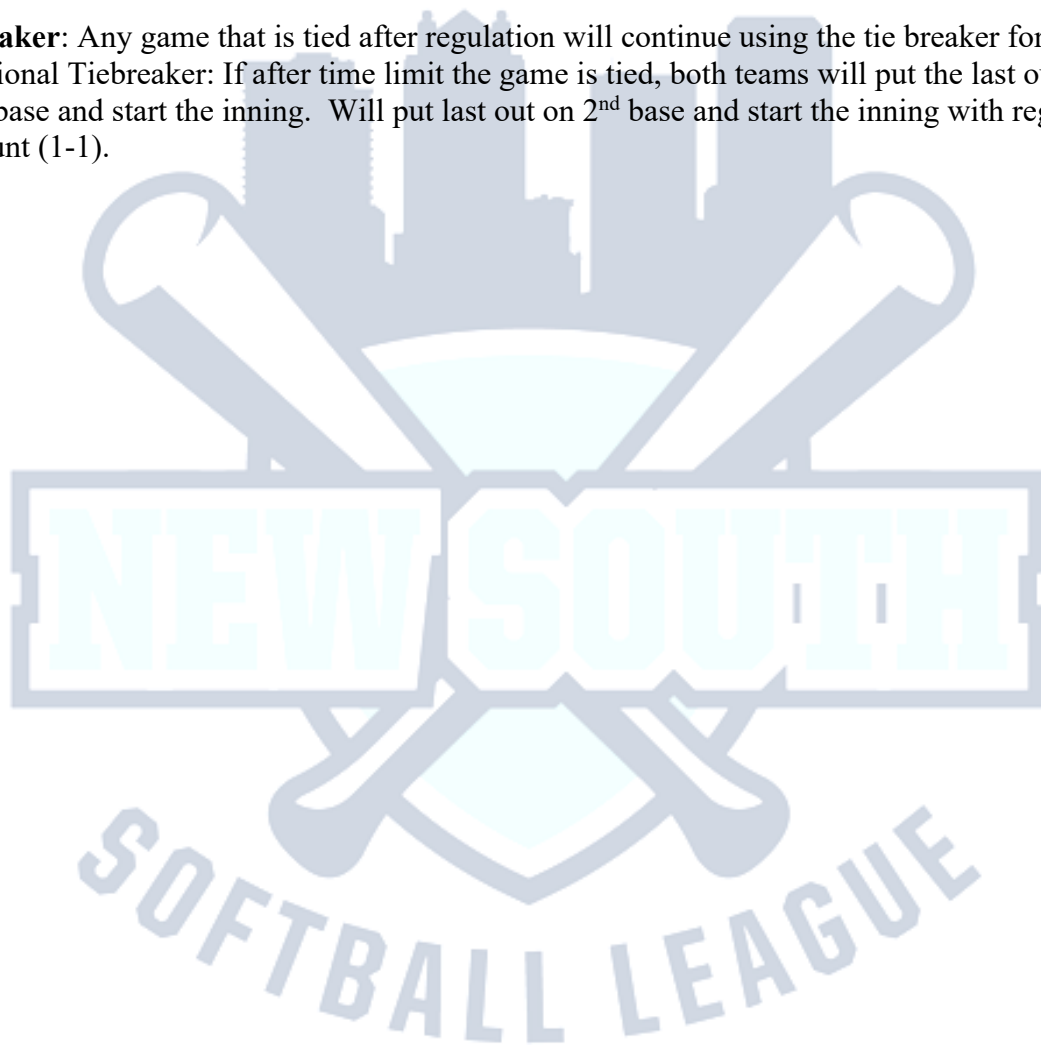 aker: Any game that is tied after regulation will continue using the tie breaker for
ional Tiebreaker: If after time limit the game is tied, both teams will put the last o
base and start the inning. Will put last out on 2nd base and start the inning with reg
unt (1-1).
NEW SOUTH
SOFTBALL LEAGUE